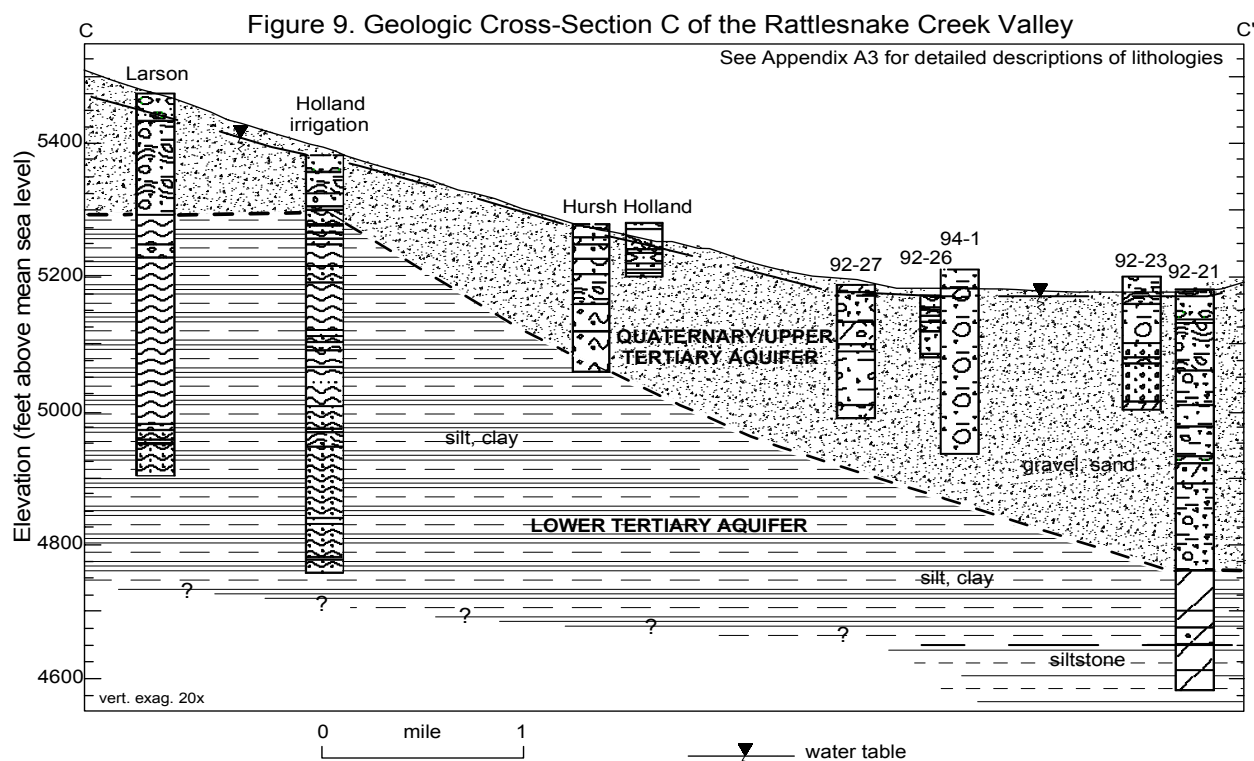 Figure 9. Geologic Cross-Section C of the Rattlesnake Creek Valley
C
C'
See Appendix A3 for detailed descriptions of lithologies
Larson
Holland
irrigation
Hursh Holland
94-1
92-27
92-26
92-23
92-21
Elevation (feet above mean sea level)
5400
5200
5000
4800
4600
QUATERNARY/UPPER
TERTIARY AQUIFER
silt, clay
gravel, sand
LOWER TERTIARY AQUIFER
silt, clay
? ? ? ? ?
siltstone
vert. exag. 20x
0 mile 1
water table